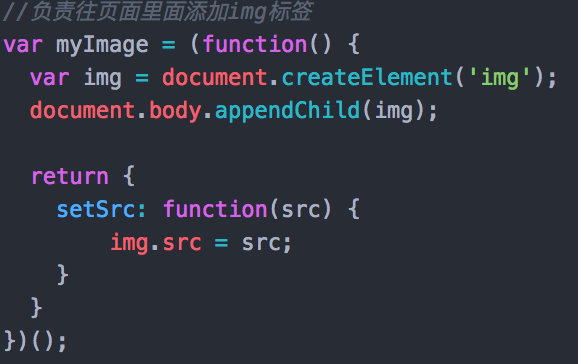 //负责往页面里面添加img标签
var myImage = (function() {
  var img = document.createElement('img');
  document.body.appendChild(img);

  return {
    setSrc: function(src) {
        img.src = src;
    }
  }
})();